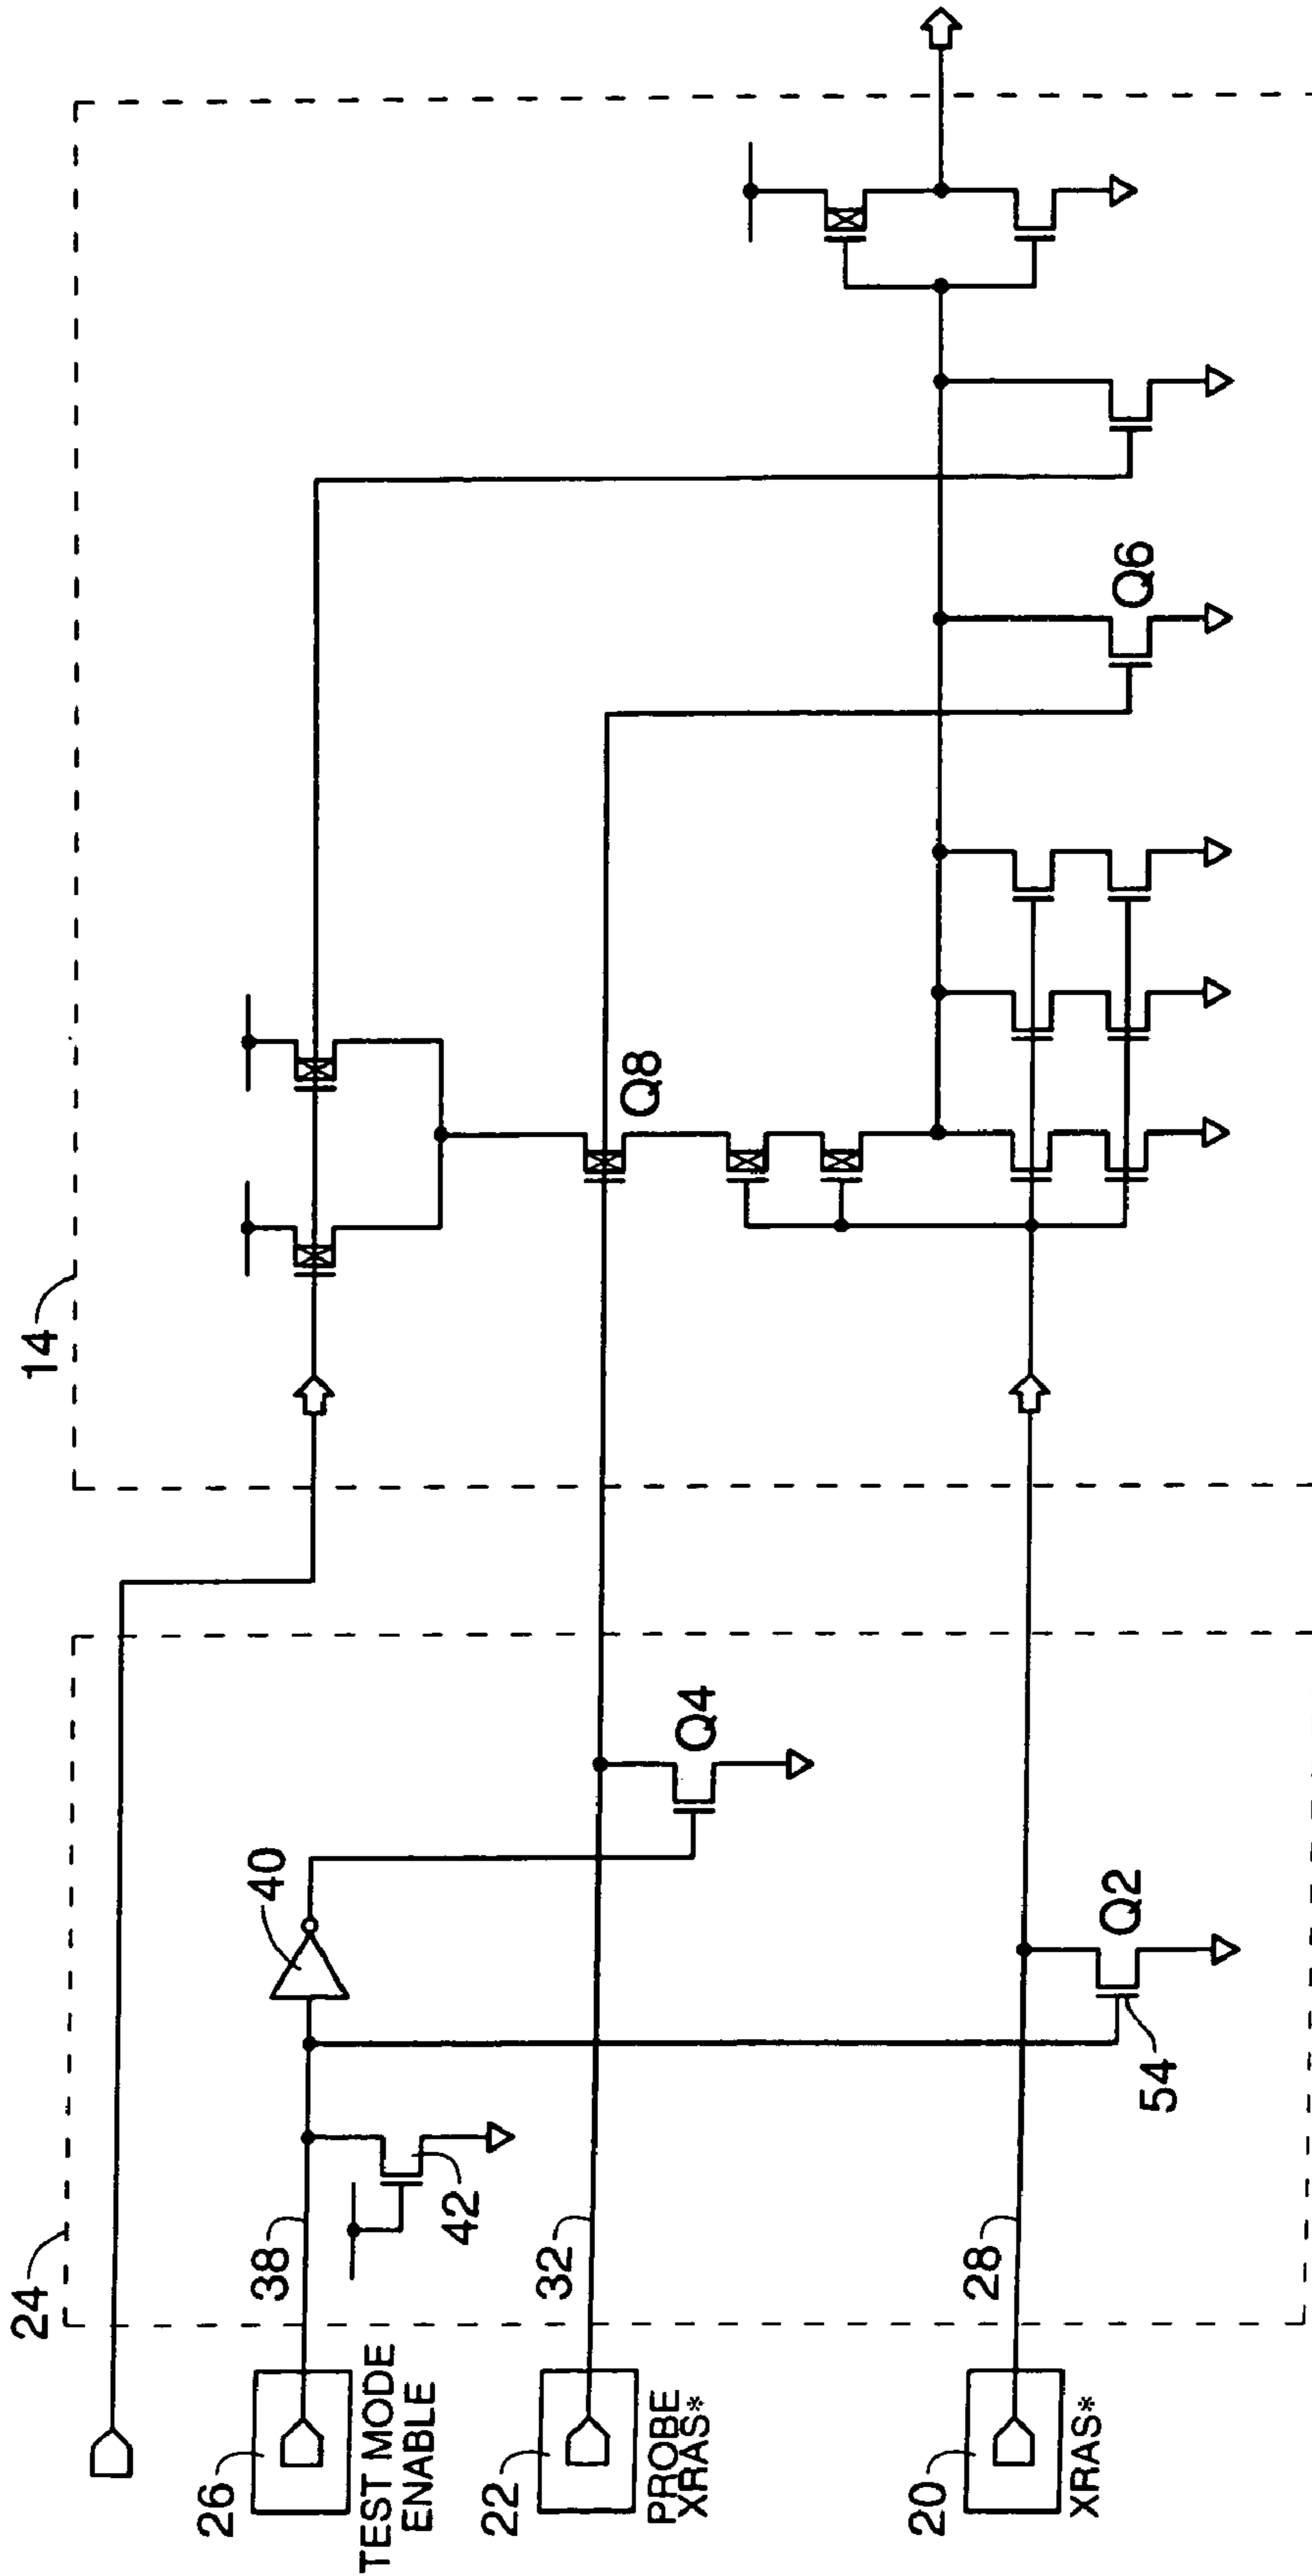 24
14
26
TEST MODE
ENABLE
38
42
40
22
PROBE
XRAS*
32
Q4
Q8
Q6
20
XRAS*
28
54
Q2